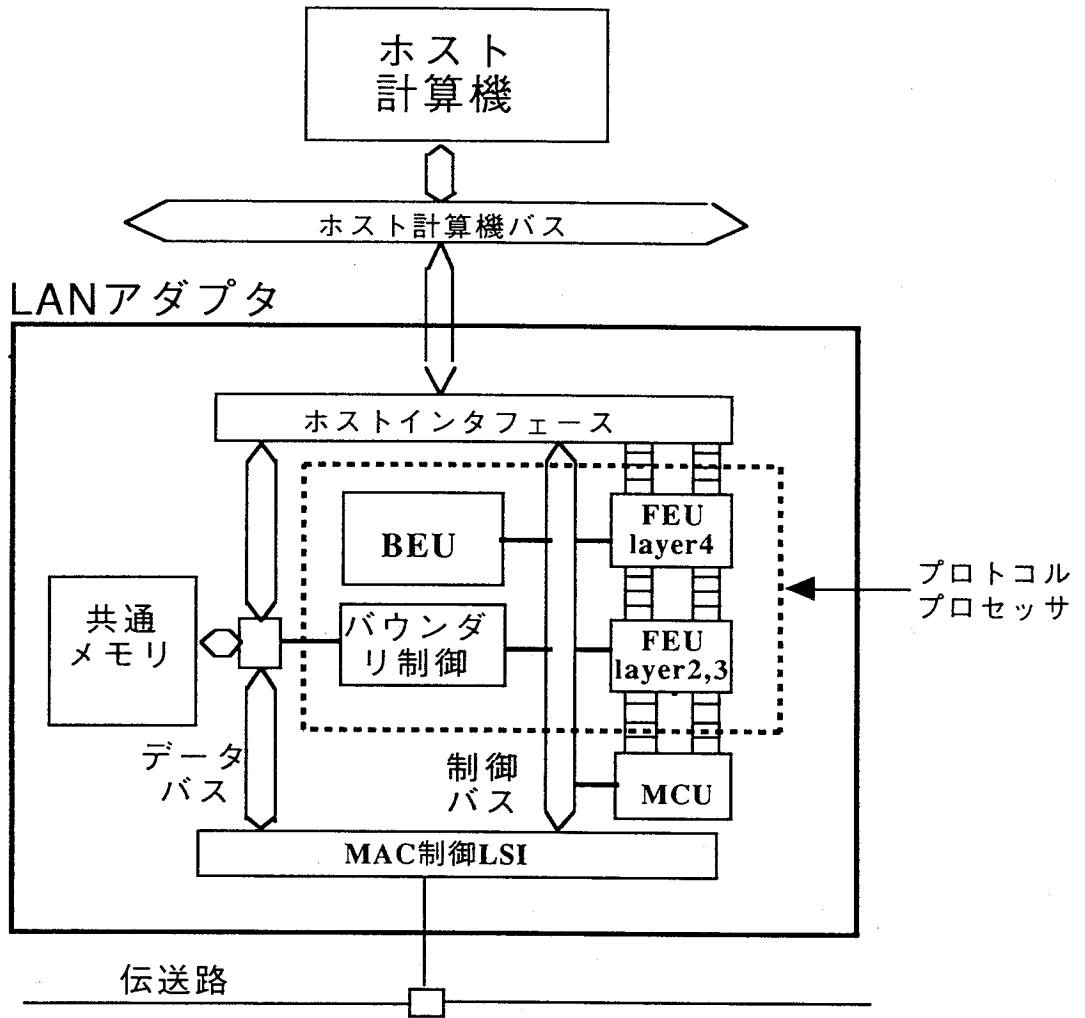 ホスト
計算機
ホスト計算機バス
LANアダプタ
ホストインタフェース
BEU
FEU
layer4
プロトコル
プロセッサ
共通
メモリ
バウンダ
リ制御
FEU
layer2,3
データ
バス
制御
バス
MCU
MAC制御LSI
伝送路